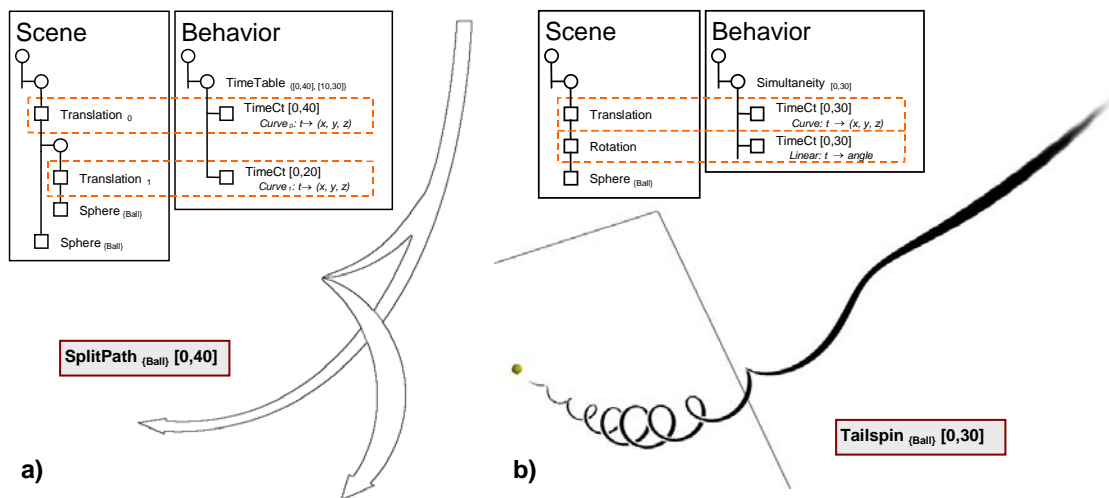 Scene
Behavior
TimeTable {[0,40], [10,30]}
TimeCt [0,40]
Translation 0
Curve 0: t→ (x, y, z)
TimeCt [0,20]
Translation 1
Curve 1: t→ (x, y, z)
Sphere {Ball}
Sphere {Ball}
SplitPath {Ball} [0,40]
a)
Scene
Behavior
Simultaneity [0,30]
TimeCt [0,30]
Translation
Curve: t → (x, y, z)
Rotation
TimeCt [0,30]
Linear: t → angle
Sphere {Ball}
Tailspin {Ball} [0,30]
b)